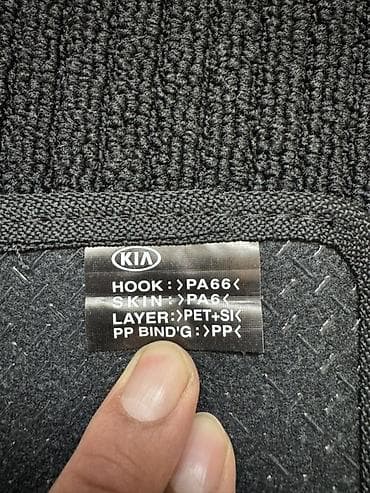 KIA
HOOK:>PA66<
SKIN:>PA6<
LAYER:>PET+SI<
PP BIND'G:>PP<